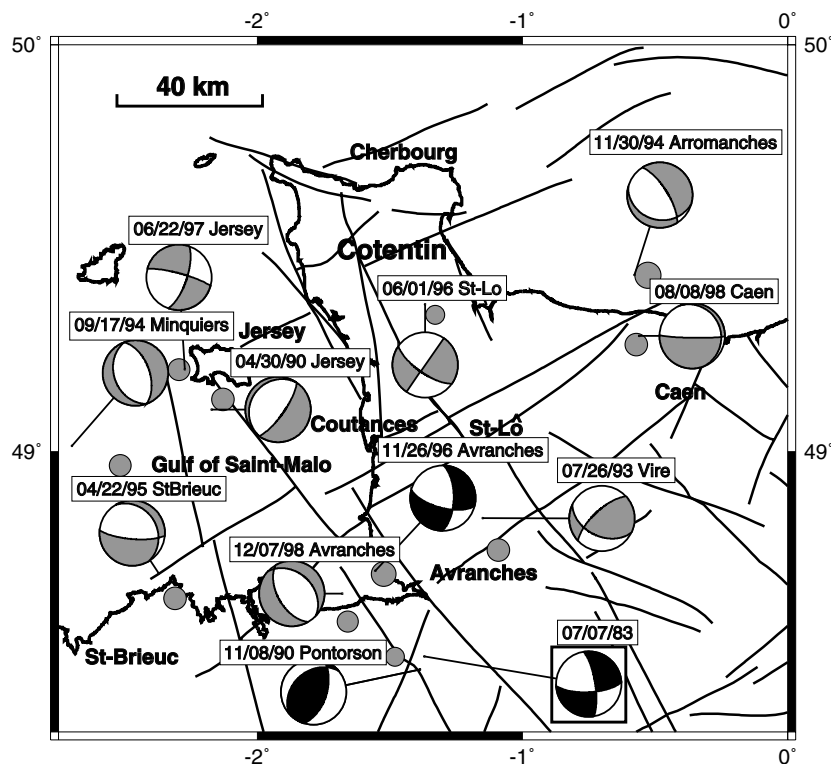 -2˚ -1˚ 0˚
50˚ 50˚
40 km
11/30/94 Arromanches
Cherbourg
06/22/97 Jersey
Cotentin
06/01/96 St-Lo
08/08/98 Caen
09/17/94 Minquiers
Jersey
04/30/90 Jersey
Caen
Coutances
St-Lô
49˚ 49˚
11/26/96 Avranches
Gulf of Saint-Malo
07/26/93 Vire
04/22/95 StBrieuc
12/07/98 Avranches
Avranches
07/07/83
St-Brieuc
11/08/90 Pontorson
-2˚ -1˚ 0˚